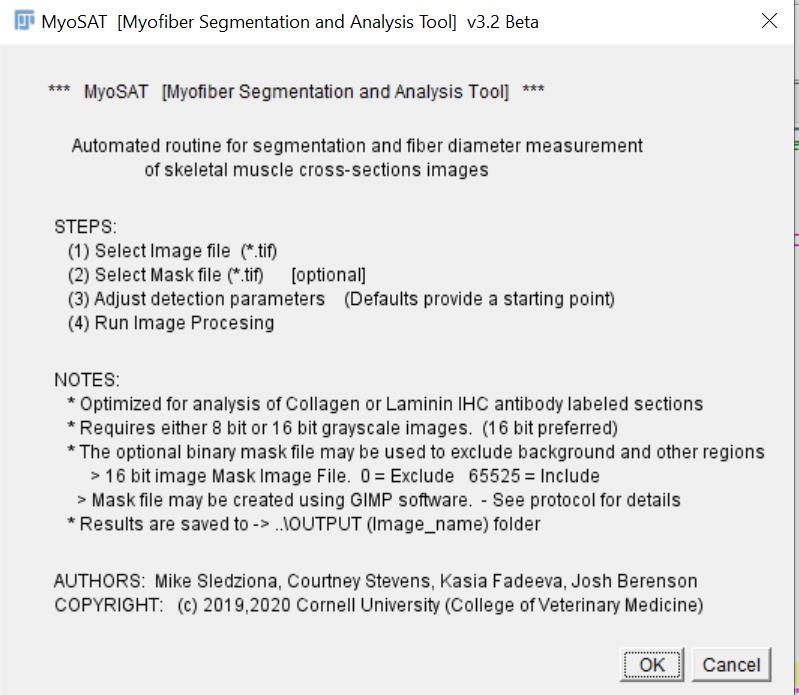 MyoSAT [Myofiber Segmentation and Analysis Tool] v3.2 Beta
*** MyoSAT [Myofiber Segmentation and Analysis Tool] ***
Automated routine for segmentation and fiber diameter measurement
of skeletal muscle cross-sections images
STEPS:
(1) Select Image file (*.tif)
(2) Select Mask file (*.tif) [optional]
(3) Adjust detection parameters (Defaults provide a starting point)
(4) Run Image Procesing
NOTES:
* Optimized for analysis of Collagen or Laminin IHC antibody labeled sections
* Requires either 8 bit or 16 bit grayscale images. (16 bit preferred)
* The optional binary mask file may be used to exclude background and other regions
> 16 bit image Mask Image File. 0 = Exclude 65525 = Include
> Mask file may be created using GIMP software. - See protocol for details
* Results are saved to -> ..\OUTPUT (Image_name) folder
AUTHORS: Mike Sledziona, Courtney Stevens, Kasia Fadeeva, Josh Berenson
COPYRIGHT: (c) 2019,2020 Cornell University (College of Veterinary Medicine)
OK Cancel